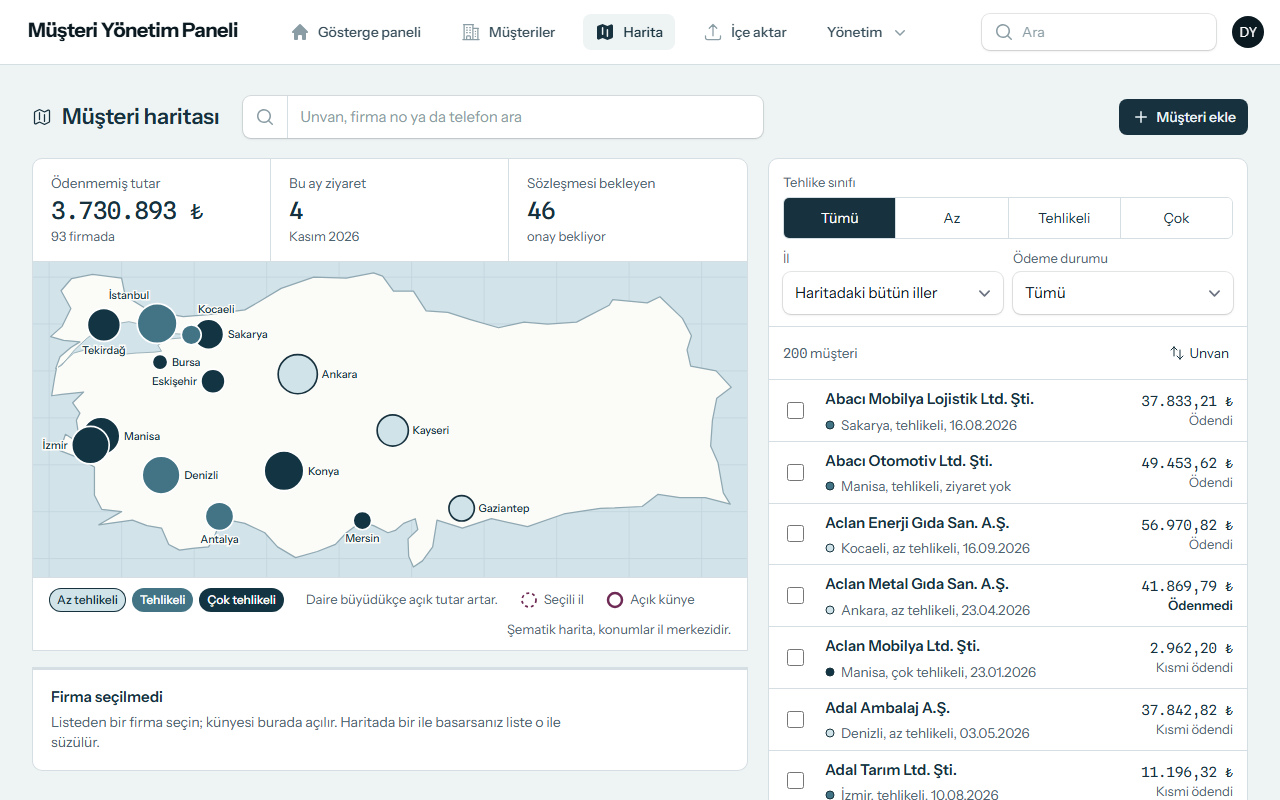 Müşteri Yönetim Paneli
Gösterge paneli
Müşteriler
Harita
İçe aktar
Yönetim
Ara
DY
Müşteri haritası
Unvan, firma no ya da telefon ara
Müşteri ekle
Ödenmemiş tutar
3.730.893 ₺
93 firmada
Bu ay ziyaret
4
Kasım 2026
Sözleşmesi bekleyen
46
onay bekliyor
İstanbul
Kocaeli
Sakarya
Tekirdağ
Bursa
Eskişehir
Ankara
Kayseri
Manisa
İzmir
Denizli
Konya
Gaziantep
Antalya
Mersin
Az tehlikeli
Tehlikeli
Çok tehlikeli
Daire büyüdükçe açık tutar artar.
Seçili il
Açık künye
Şematik harita, konumlar il merkezidir.
Firma seçilmedi
Listeden bir firma seçin; künyesi burada açılır. Haritada bir ile basarsanız liste o ile
süzülür.
Tehlike sınıfı
Tümü
Az
Tehlikeli
Çok
İl
Ödeme durumu
Haritadaki bütün iller
Tümü
200 müşteri
Unvan
Abacı Mobilya Lojistik Ltd. Şti.
37.833,21 ₺
Sakarya, tehlikeli, 16.08.2026
Ödendi
Abacı Otomotiv Ltd. Şti.
49.453,62 ₺
Manisa, tehlikeli, ziyaret yok
Ödendi
Aclan Enerji Gıda San. A.Ş.
56.970,82 ₺
Kocaeli, az tehlikeli, 16.09.2026
Ödendi
Aclan Metal Gıda San. A.Ş.
41.869,79 ₺
Ankara, az tehlikeli, 23.04.2026
Ödenmedi
Aclan Mobilya Ltd. Şti.
2.962,20 ₺
Manisa, çok tehlikeli, 23.01.2026
Kısmi ödendi
Adal Ambalaj A.Ş.
37.842,82 ₺
Denizli, az tehlikeli, 03.05.2026
Kısmi ödendi
Adal Tarım Ltd. Şti.
11.196,32 ₺
İzmir, tehlikeli, 10.08.2026
Kısmi ödendi